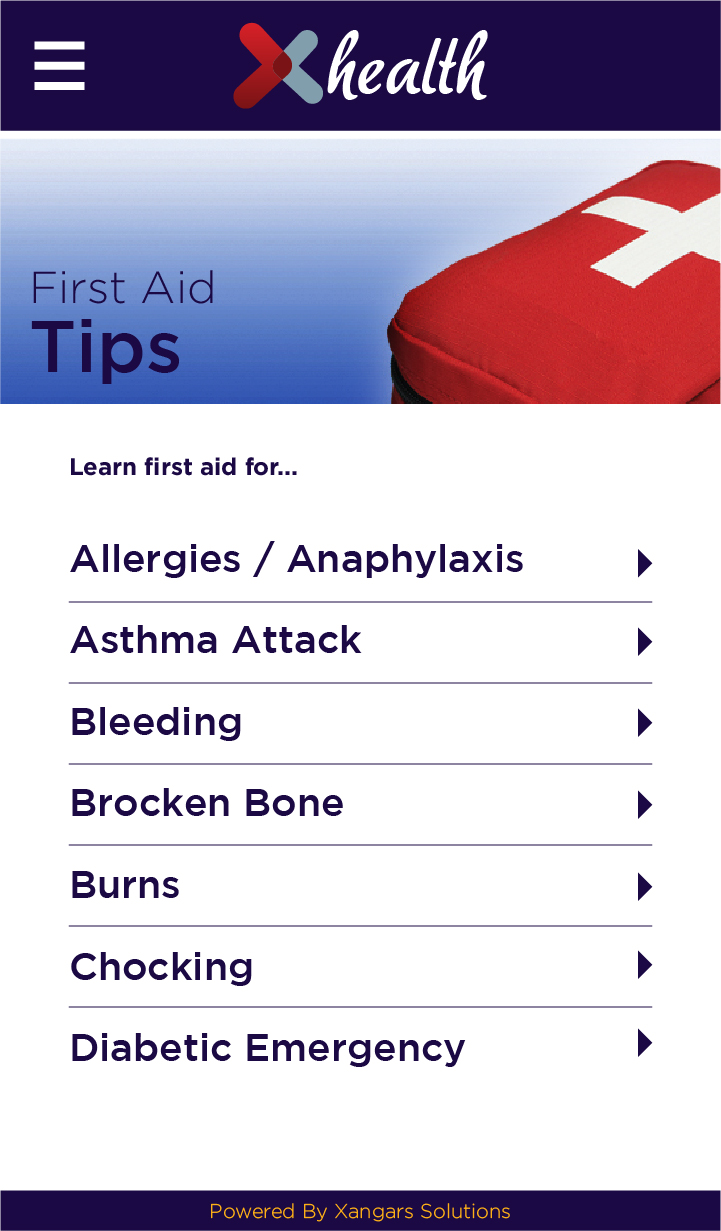 health
First Aid
Tips
Learn first aid for...
Allergies / Anaphylaxis
Asthma Attack
Bleeding
Brocken Bone
Burns
Chocking
Diabetic Emergency
Powered By Xangars Solutions